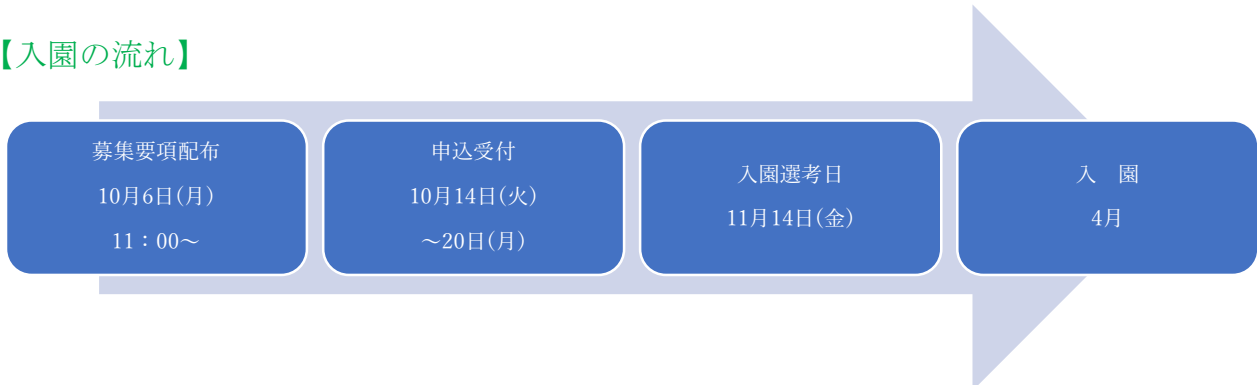 【入園の流れ】
募集要項配布
10月6日(月)
11：00～
申込受付
10月14日(火)
～20日(月)
入園選考日
11月14日(金)
入　園
4月